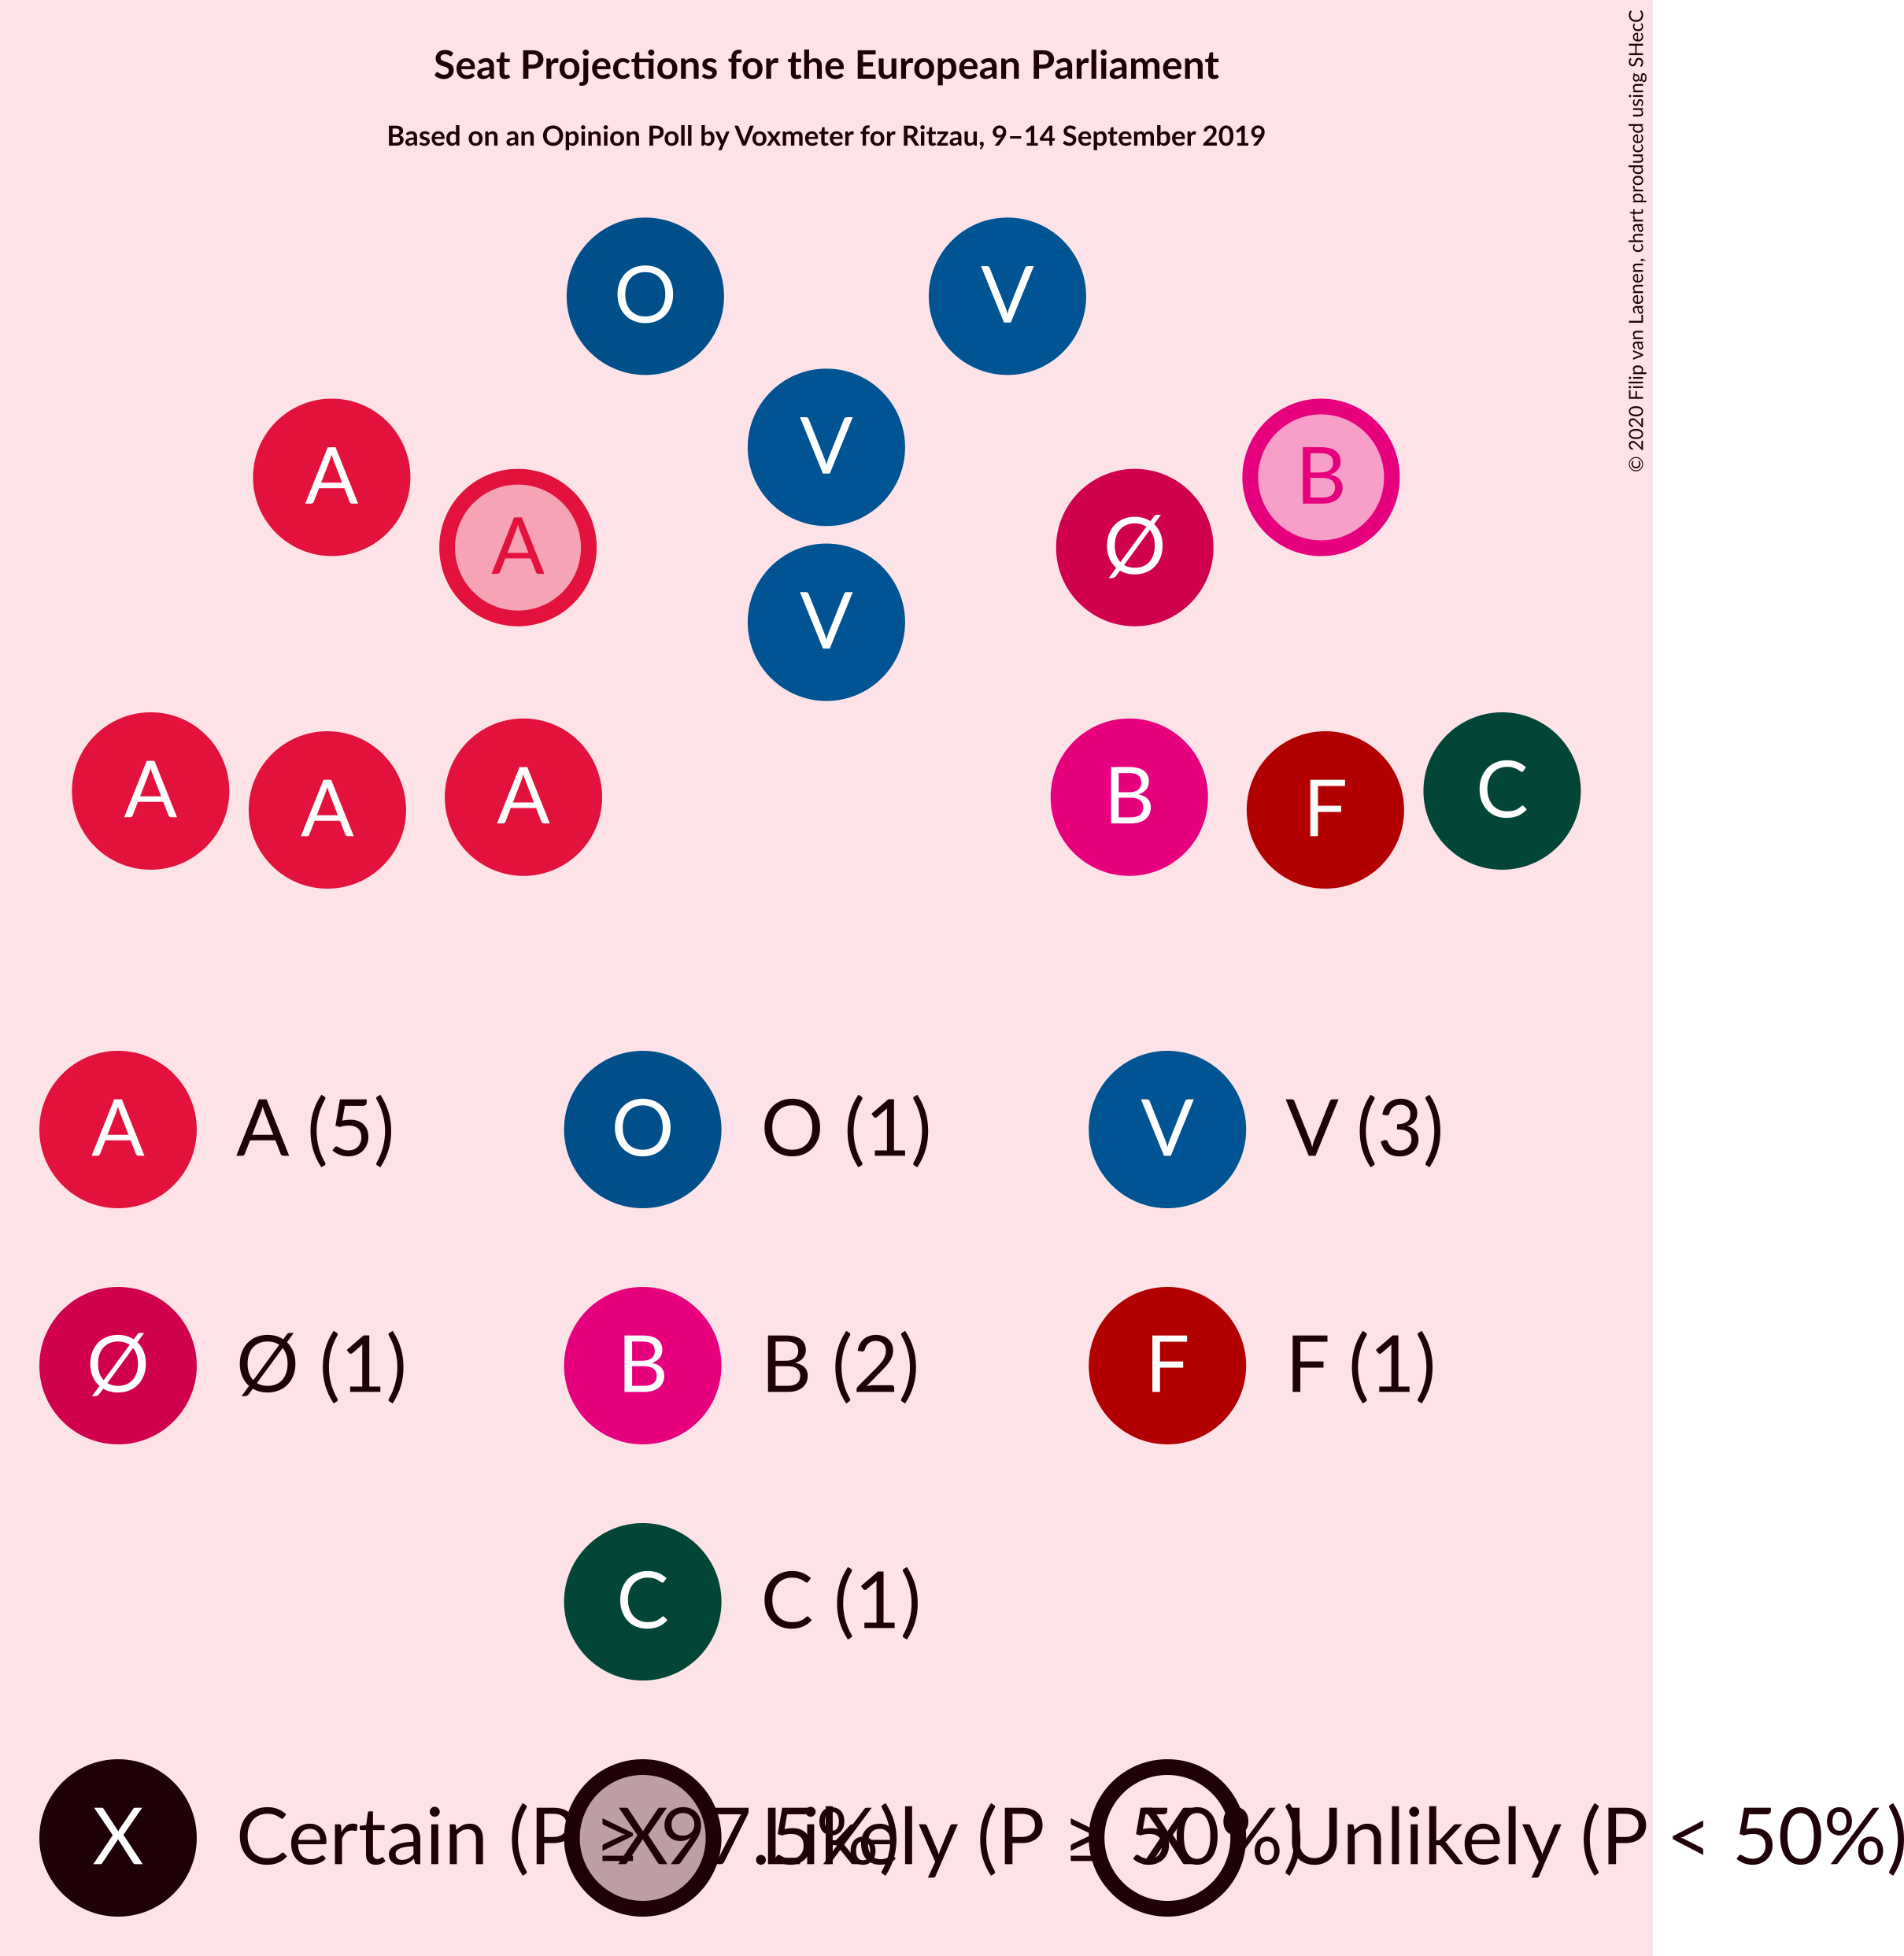 Seat Projections for the European Parliament
Based on an Opinion Poll by Voxmeter for Ritzau, 9–14 September 2019
© 2020 Filip van Laenen, chart produced using SHecC
O V
V
A B
A Ø
V
A A A B F C
A A (5) O O (1) V V (3)
Ø Ø (1) B B (2) F F (1)
C C (1)
X Certain (P ≥ 97.5%) X Likely (P ≥ 50%) X Unlikely (P < 50%)